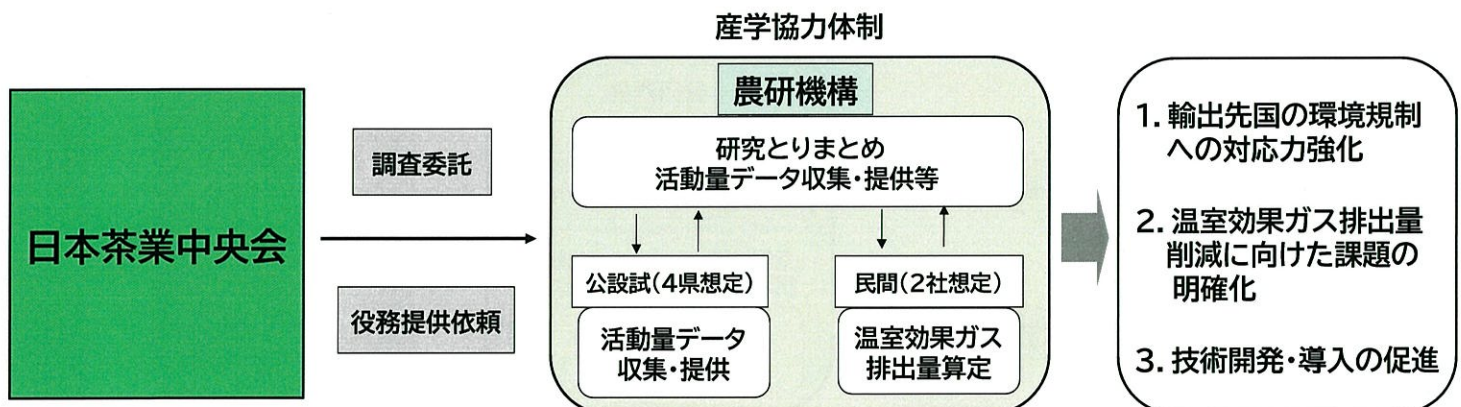 産学協力体制
日本茶業中央会
調査委託
役務提供依頼
農研機構
研究とりまとめ
活動量データ収集・提供等
公設試(4県想定)
活動量データ
収集・提供
民間(2社想定)
温室効果ガス
排出量算定
1. 輸出先国の環境規制
への対応力強化
2. 温室効果ガス排出量
削減に向けた課題の
明確化
3. 技術開発・導入の促進